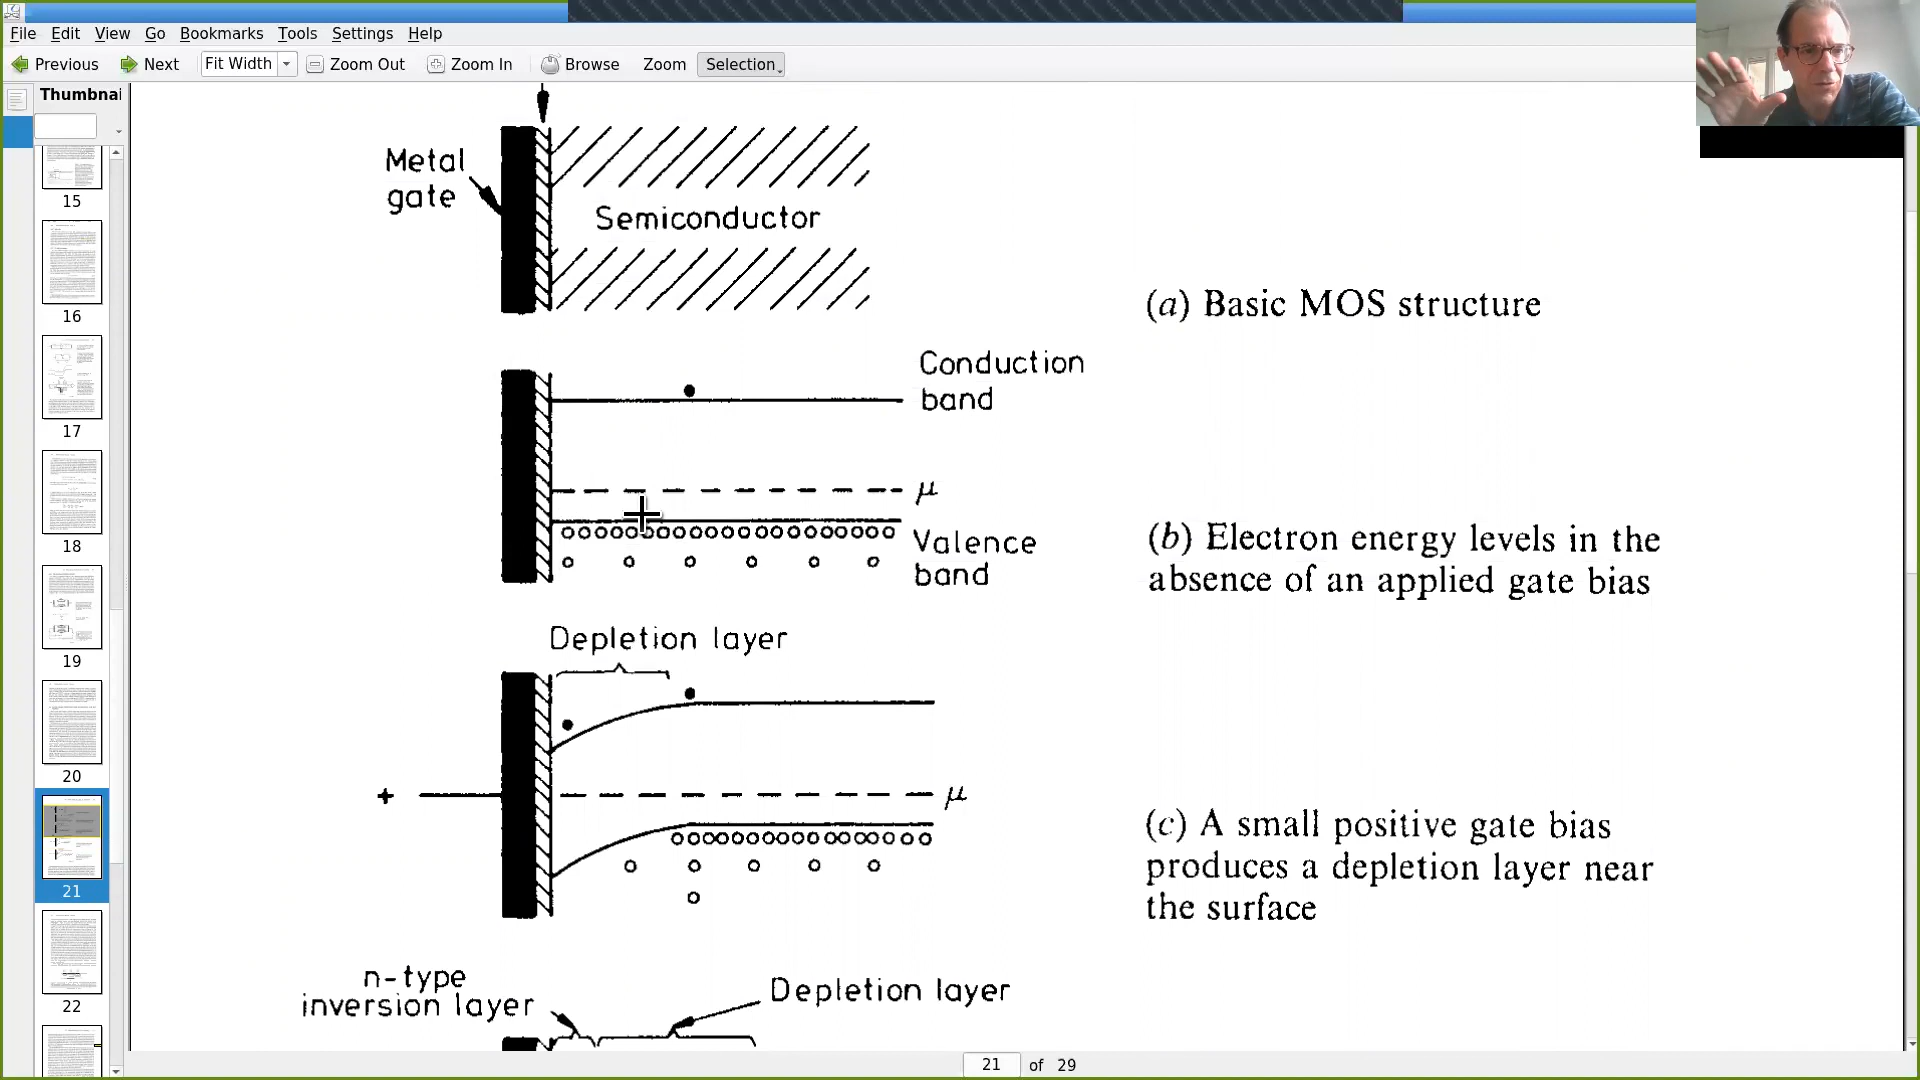 File Edit View Go Bookmarks Tools Settings Help
Previous Next Fit Width Zoom Out Zoom In Browse Zoom Selection
Thumbnai
15
16
17
18
19
20
21
22
Metal
gate
Semiconductor
(a) Basic MOS structure
Conduction
band
μ
Valence
band
(b) Electron energy levels in the
absence of an applied gate bias
Depletion layer
+
μ
(c) A small positive gate bias
produces a depletion layer near
the surface
n-type
inversion layer
Depletion layer
21 of 29